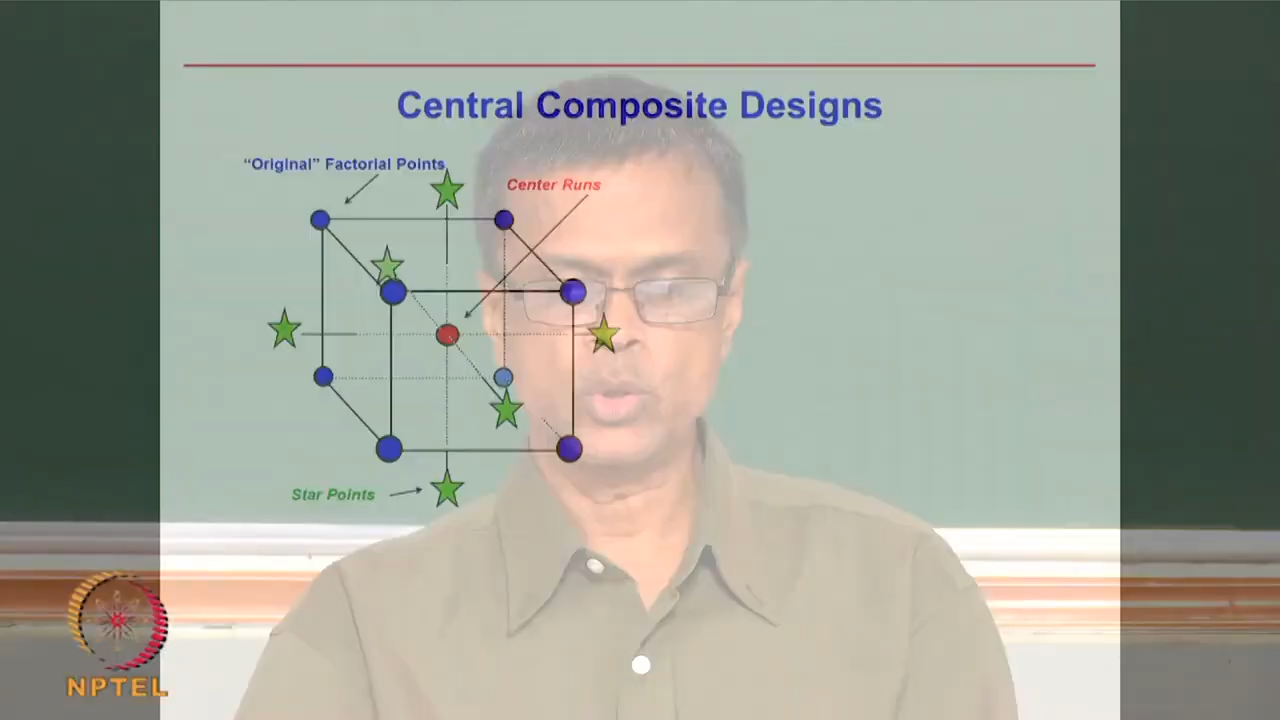 Central Composite Designs
“Original” Factorial Points
Center Runs
Star Points
NPTEL